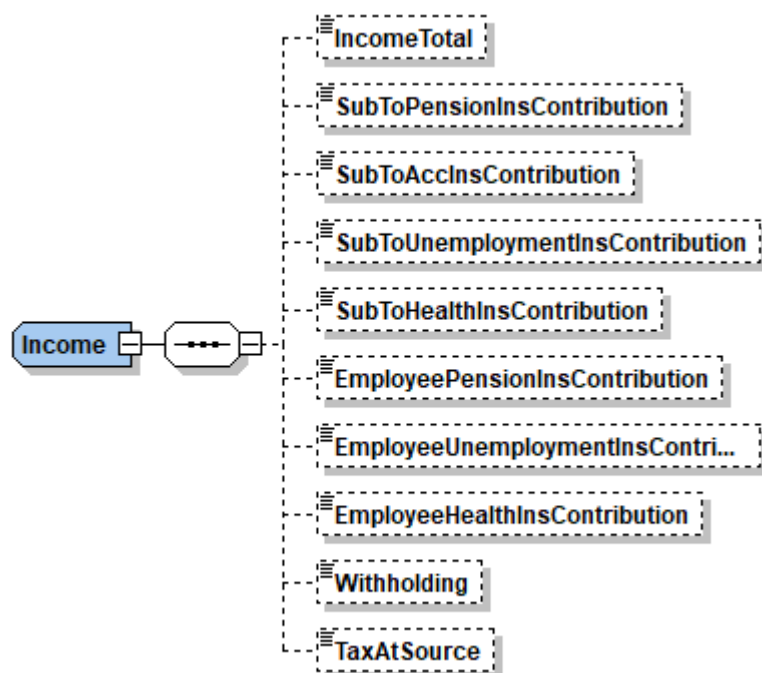 IncomeTotal
SubToPensionInsContribution
SubToAccInsContribution
SubToUnemploymentInsContribution
SubToHealthInsContribution
Income
EmployeePensionInsContribution
EmployeeUnemploymentInsContri...
EmployeeHealthInsContribution
Withholding
TaxAtSource